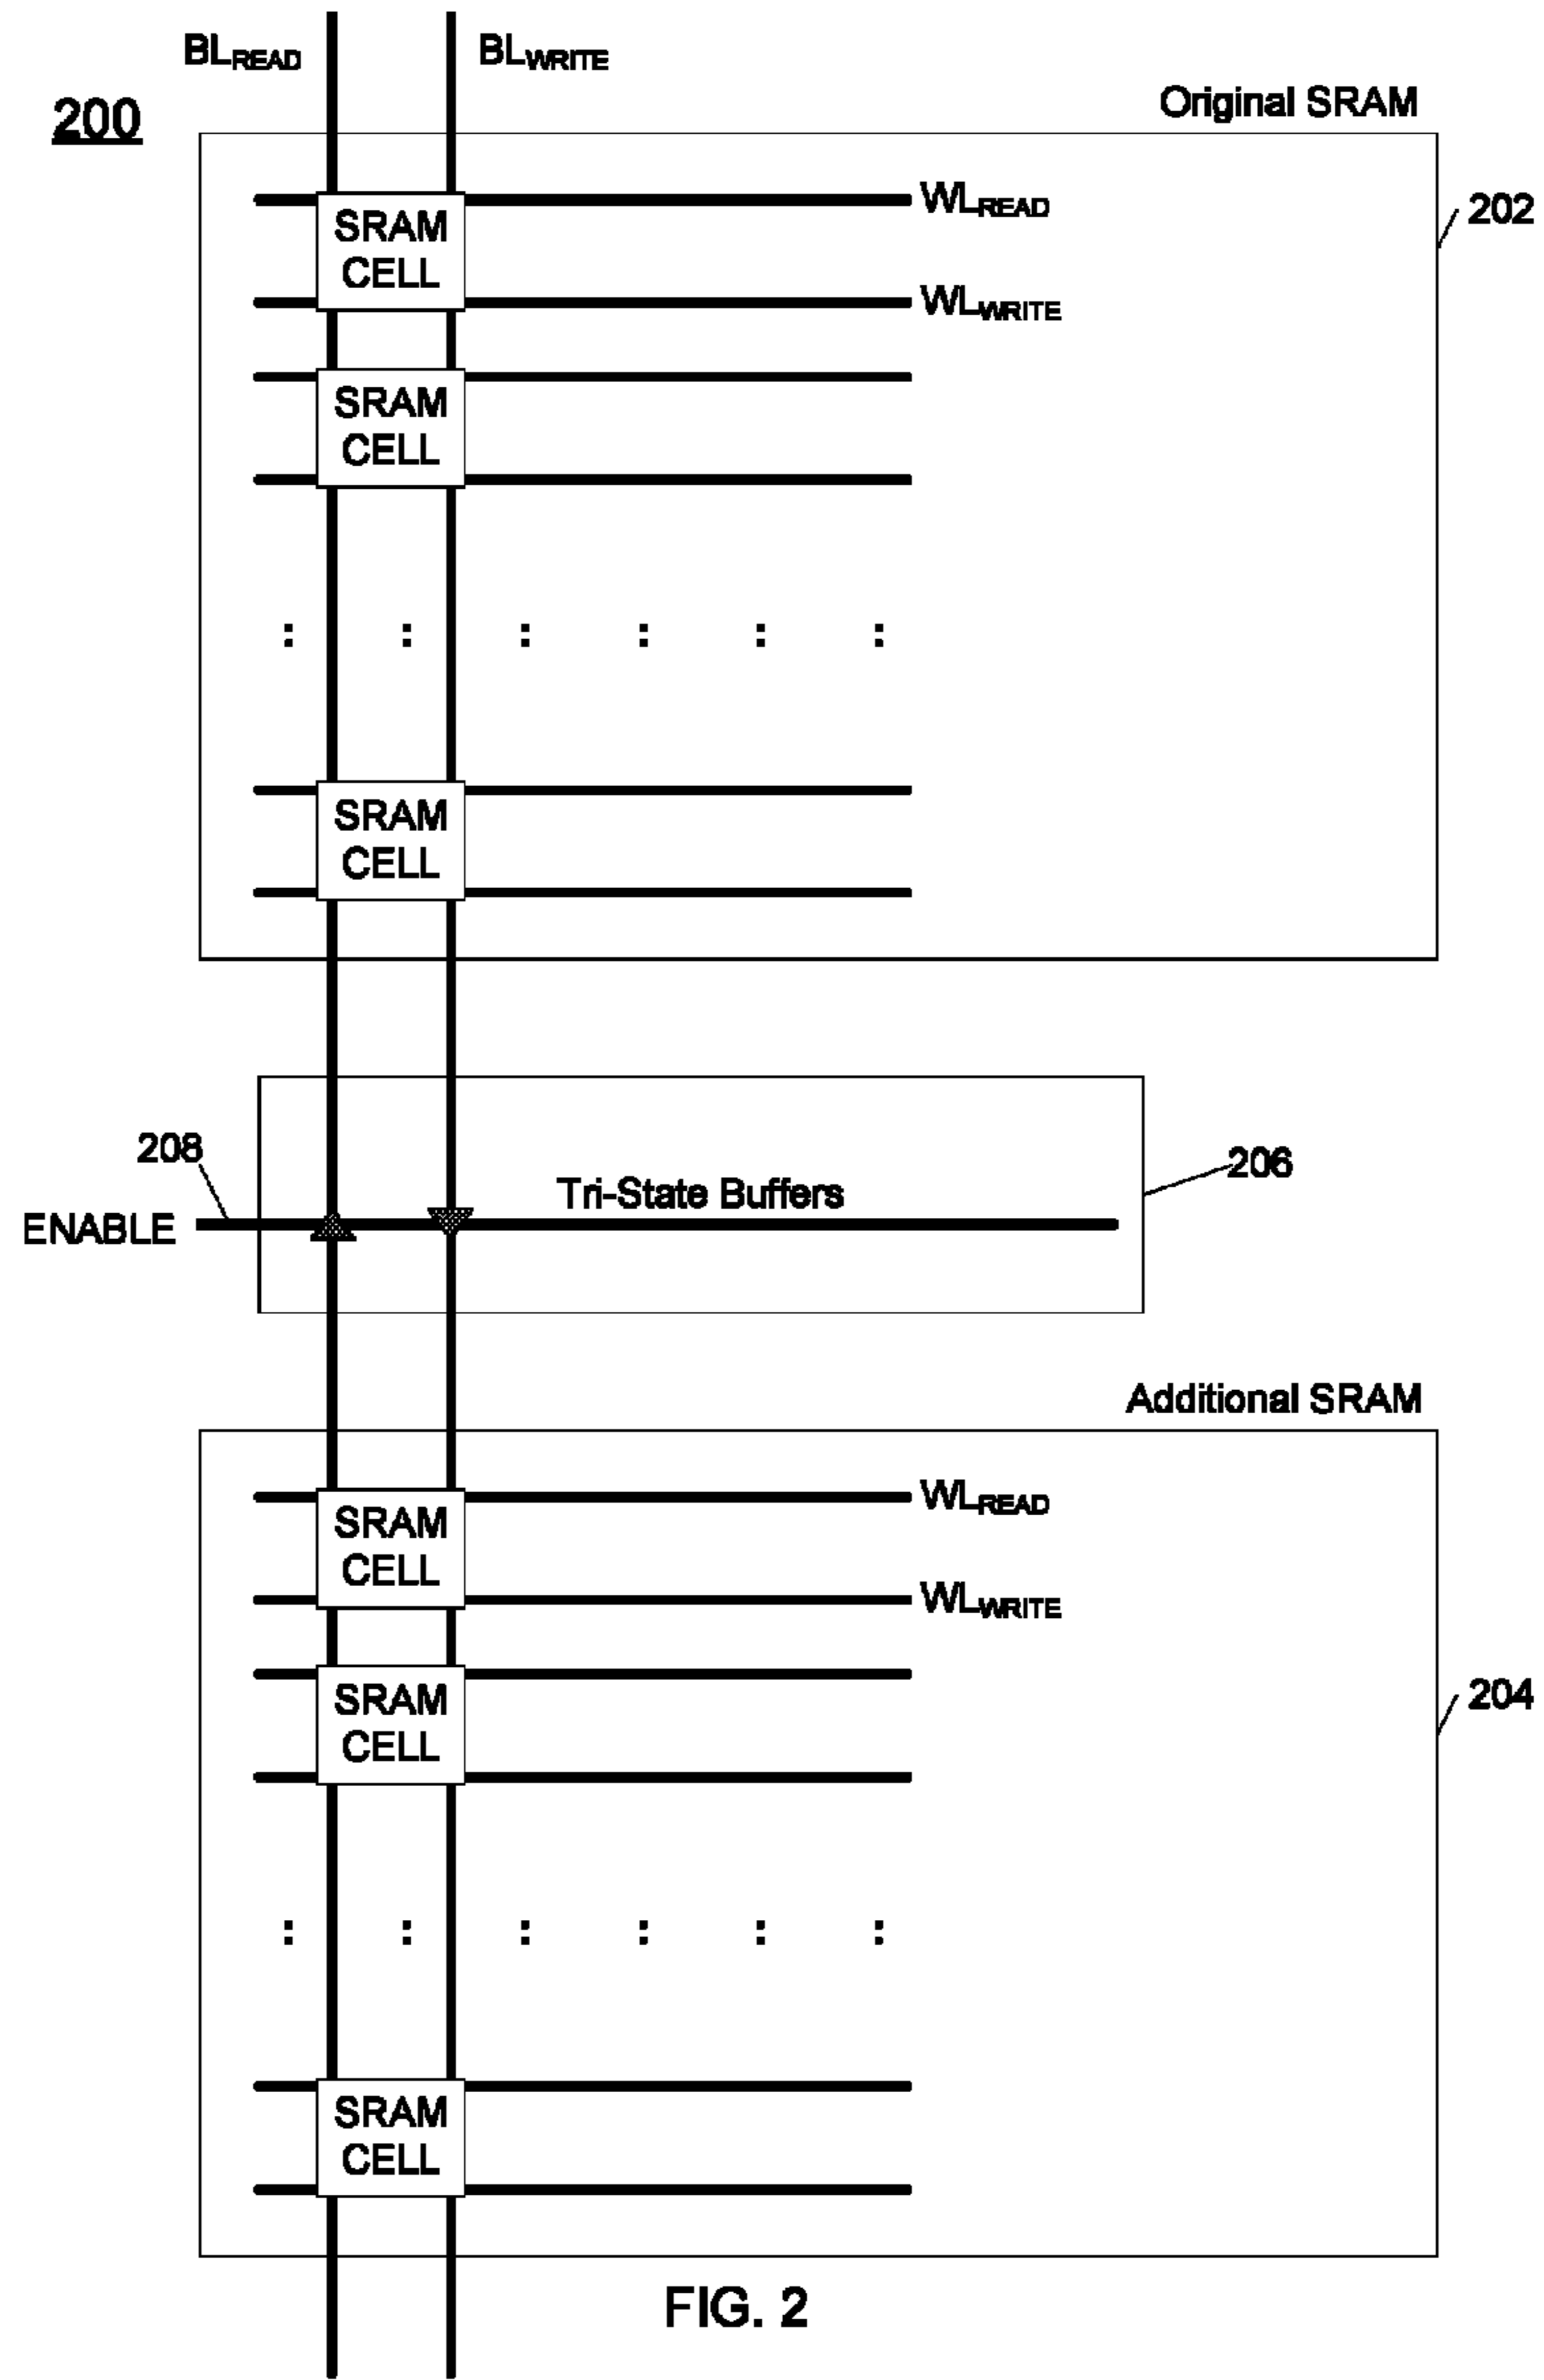 BLREAD BLWRITE
200
Original SRAM
WLREAD
202
SRAM
CELL
WLWRITE
SRAM
CELL
: : : : : :
SRAM
CELL
208
206
Tri-State Buffers
ENABLE
Additional SRAM
WLREAD
SRAM
CELL
WLWRITE
SRAM
CELL
204
: : : : : :
SRAM
CELL
FIG. 2